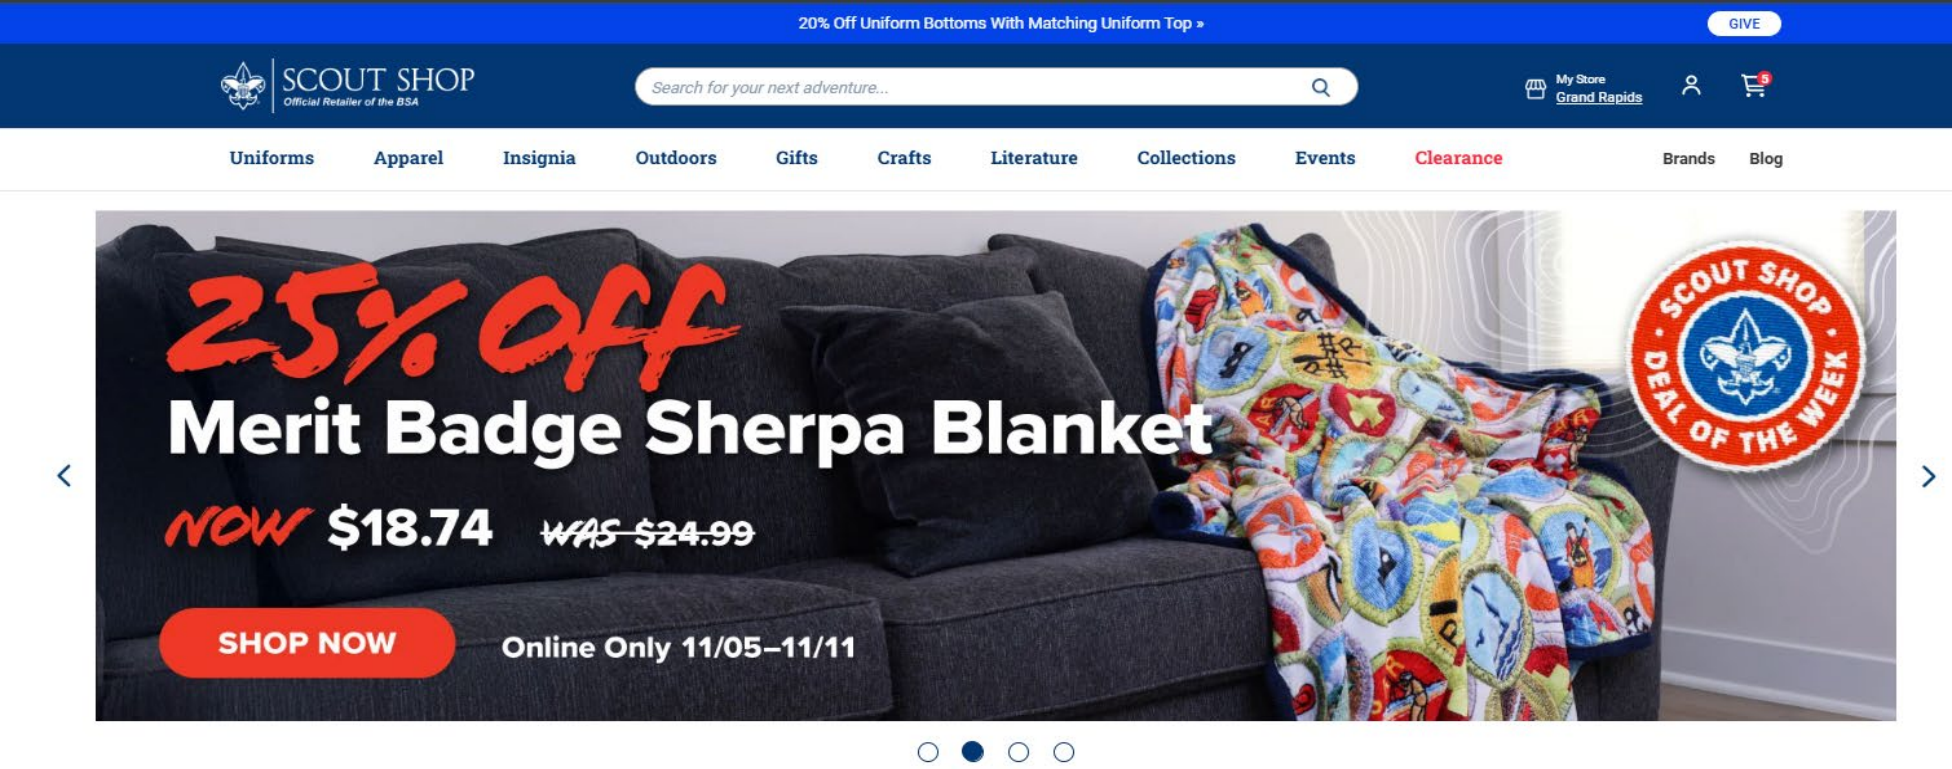 20% Off Uniform Bottoms With Matching Uniform Top »
GIVE
SCOUT SHOP
Official Retailer of the BSA
Search for your next adventure...
My Store
Grand Rapids
5
Uniforms
Apparel
Insignia
Outdoors
Gifts
Crafts
Literature
Collections
Events
Clearance
Brands
Blog
25% Off
Merit Badge Sherpa Blanket
NOW $18.74 WAS $24.99
SHOP NOW
Online Only 11/05–11/11
• SCOUT SHOP •
DEAL OF THE WEEK